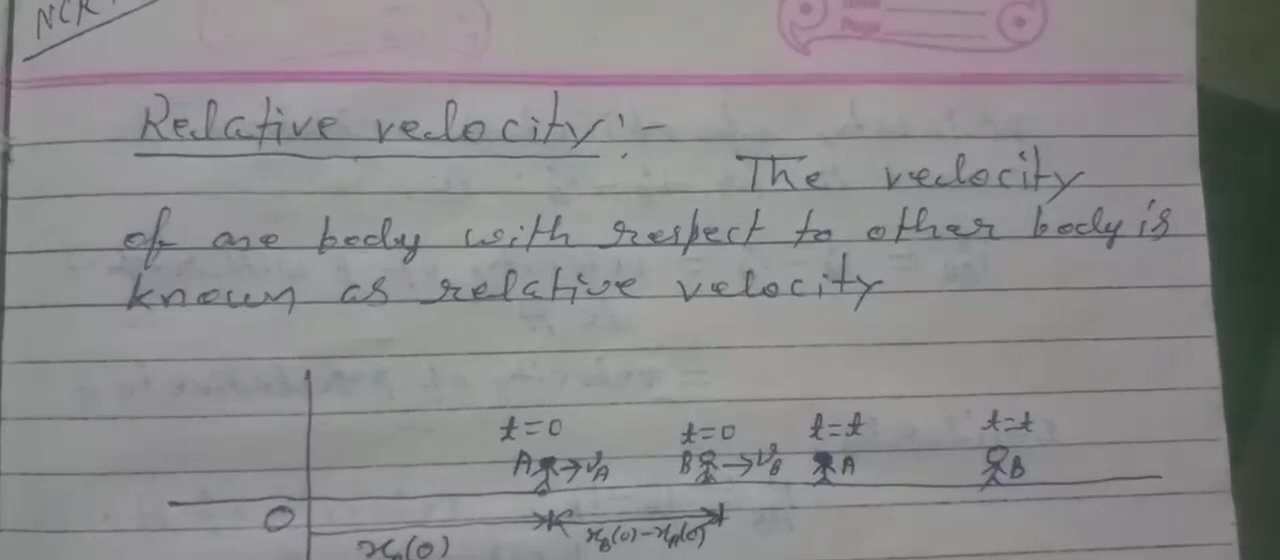 NCR
Relative velocity :-
The velocity
of one body with respect to other body is
known as relative velocity
t=0 t=0 t=t t=t
A →vA B →vB A B
O
xB(0)-xA(0)
xA(0)